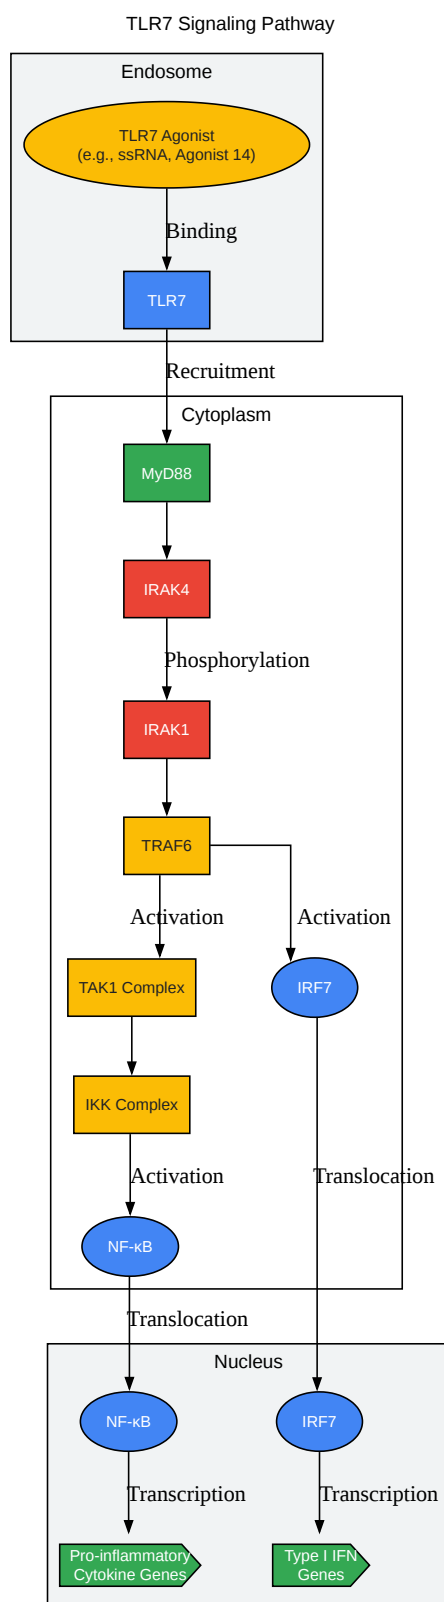 TLR7 Signaling Pathway
Endosome
TLR7 Agonist
(e.g., ssRNA, Agonist 14)
Binding
TLR7
Recruitment
Cytoplasm
MyD88
IRAK4
Phosphorylation
IRAK1
TRAF6
Activation
Activation
TAK1 Complex
IRF7
IKK Complex
Activation
Translocation
NF-κB
Translocation
Nucleus
NF-κB
IRF7
Transcription
Transcription
Pro-inflammatory
Cytokine Genes
Type I IFN
Genes